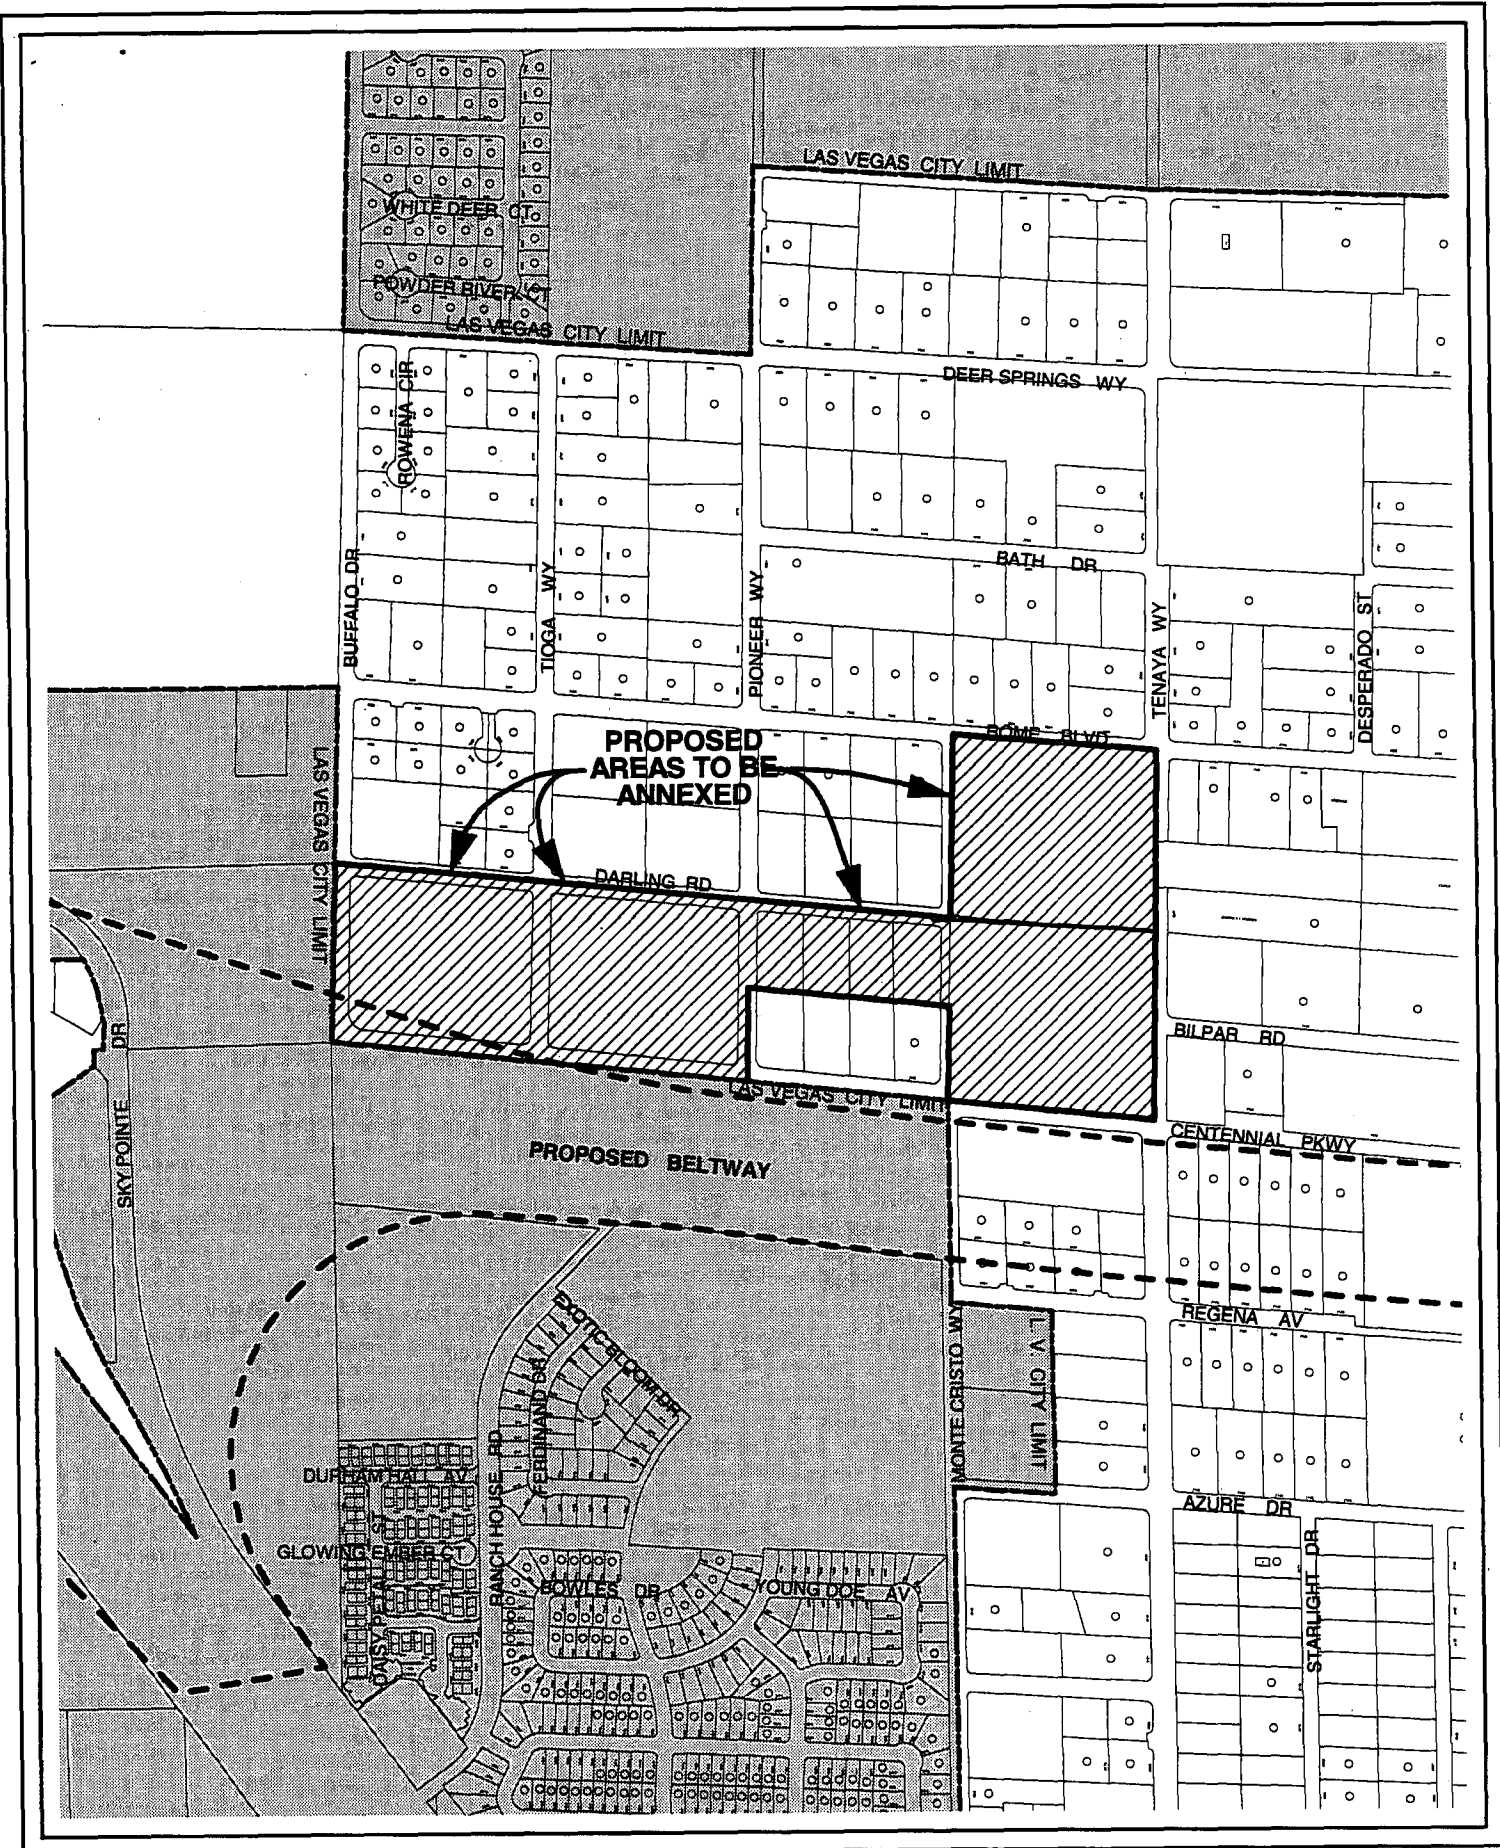 LAS VEGAS CITY LIMIT
WHITE DEER CT
POWDER RIVER CT
LAS VEGAS CITY LIMIT
DEER SPRINGS WY
ROWENA CIR
BATH DR
BUFFALO DR
TIOGA WY
PIONEER WY
TENAYA WY
DESPERADO ST
ROME BLVD
PROPOSED
AREAS TO BE
ANNEXED
LAS VEGAS CITY LIMIT
DARLING RD
BILPAR RD
SKY POINTE DR
LAS VEGAS CITY LIMIT
CENTENNIAL PKWY
PROPOSED BELTWAY
EXOTIC BLOOM DR
REGENA AV
MONTE CRISTO WY
L. V. CITY LIMIT
FERDINAND DR
RANCH HOUSE RD
DURHAM HALL AV
AZURE DR
GLOWING EMBER CT
DAISY PETAL ST
BOWLES DR
YOUNG DOE AV
STARLIGHT DR